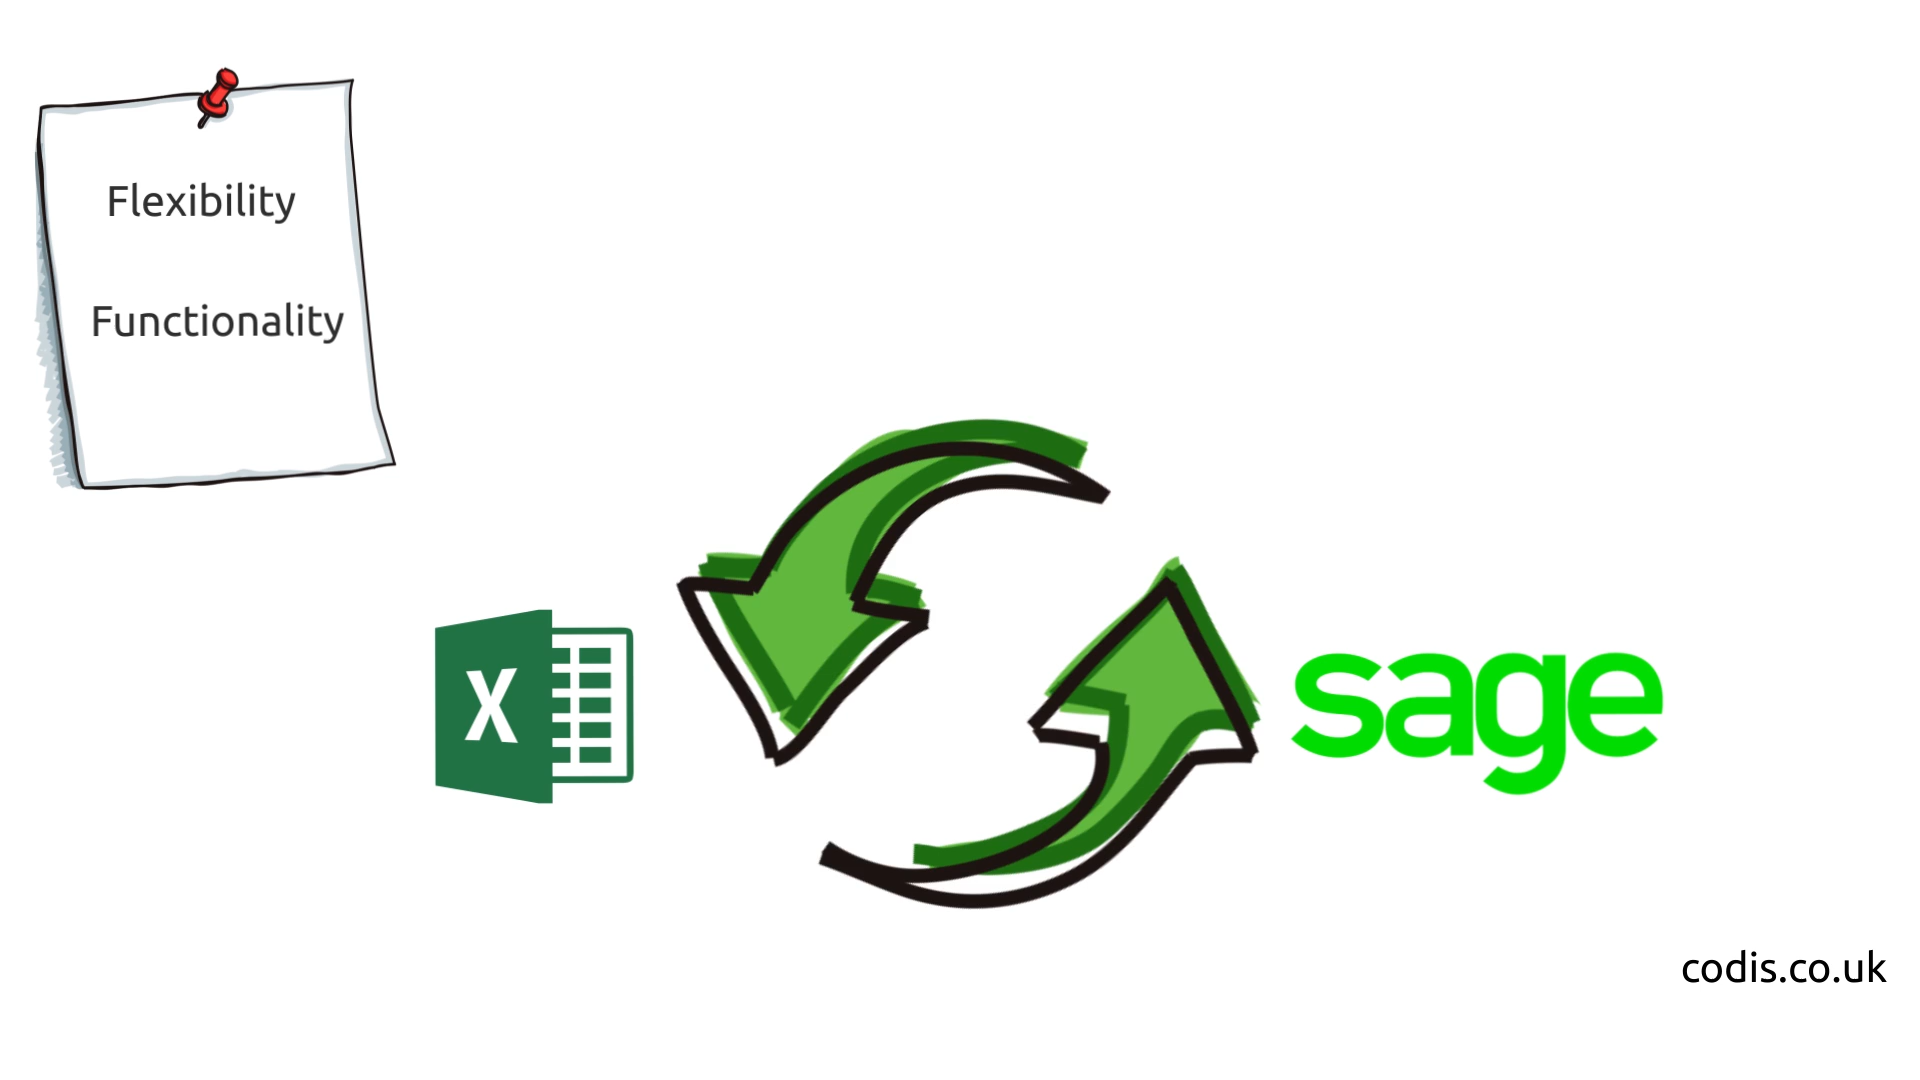 Flexibility
Functionality
X
sage
codis.co.uk